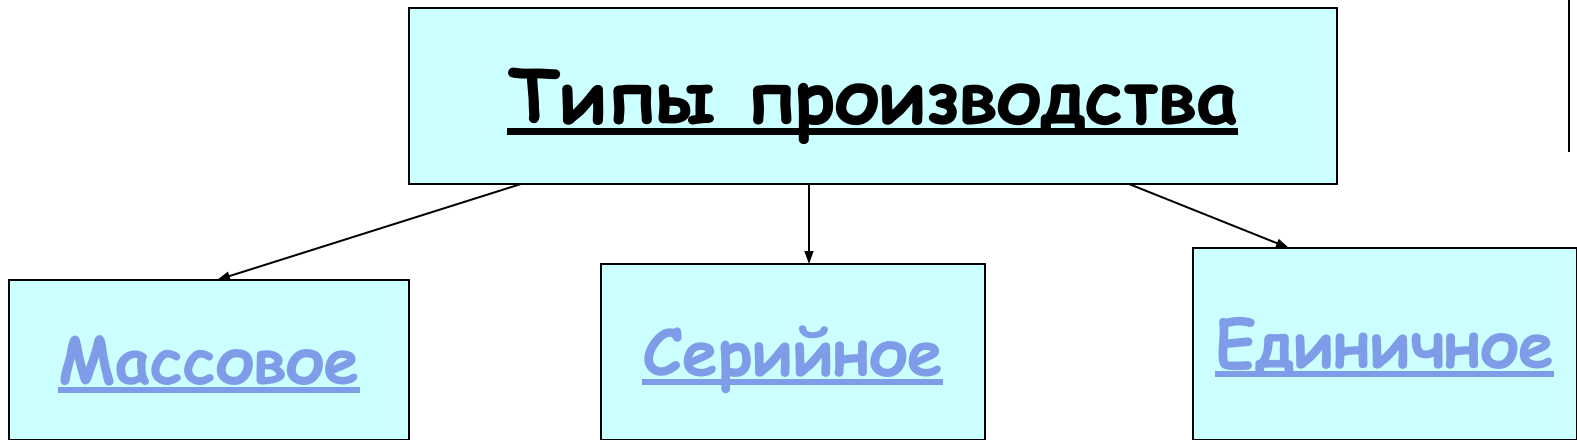 Типы производства
Массовое
Серийное
Единичное